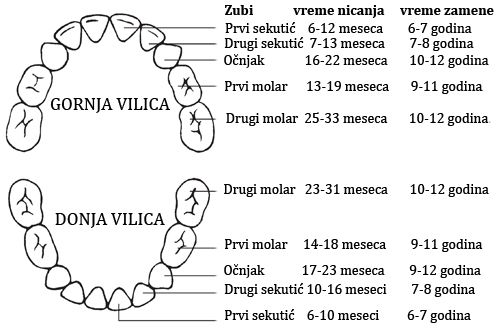 Zubi vreme nicanja vreme zamene
Prvi sekutić 6-12 meseca 6-7 godina
Drugi sekutić 7-13 meseca 7-8 godina
Očnjak 16-22 meseca 10-12 godina
Prvi molar 13-19 meseca 9-11 godina
GORNJA VILICA
Drugi molar 25-33 meseca 10-12 godina
Drugi molar 23-31 meseca 10-12 godina
DONJA VILICA
Prvi molar 14-18 meseca 9-11 godina
Očnjak 17-23 meseca 9-12 godina
Drugi sekutić 10-16 meseci 7-8 godina
Prvi sekutić 6-10 meseci 6-7 godina